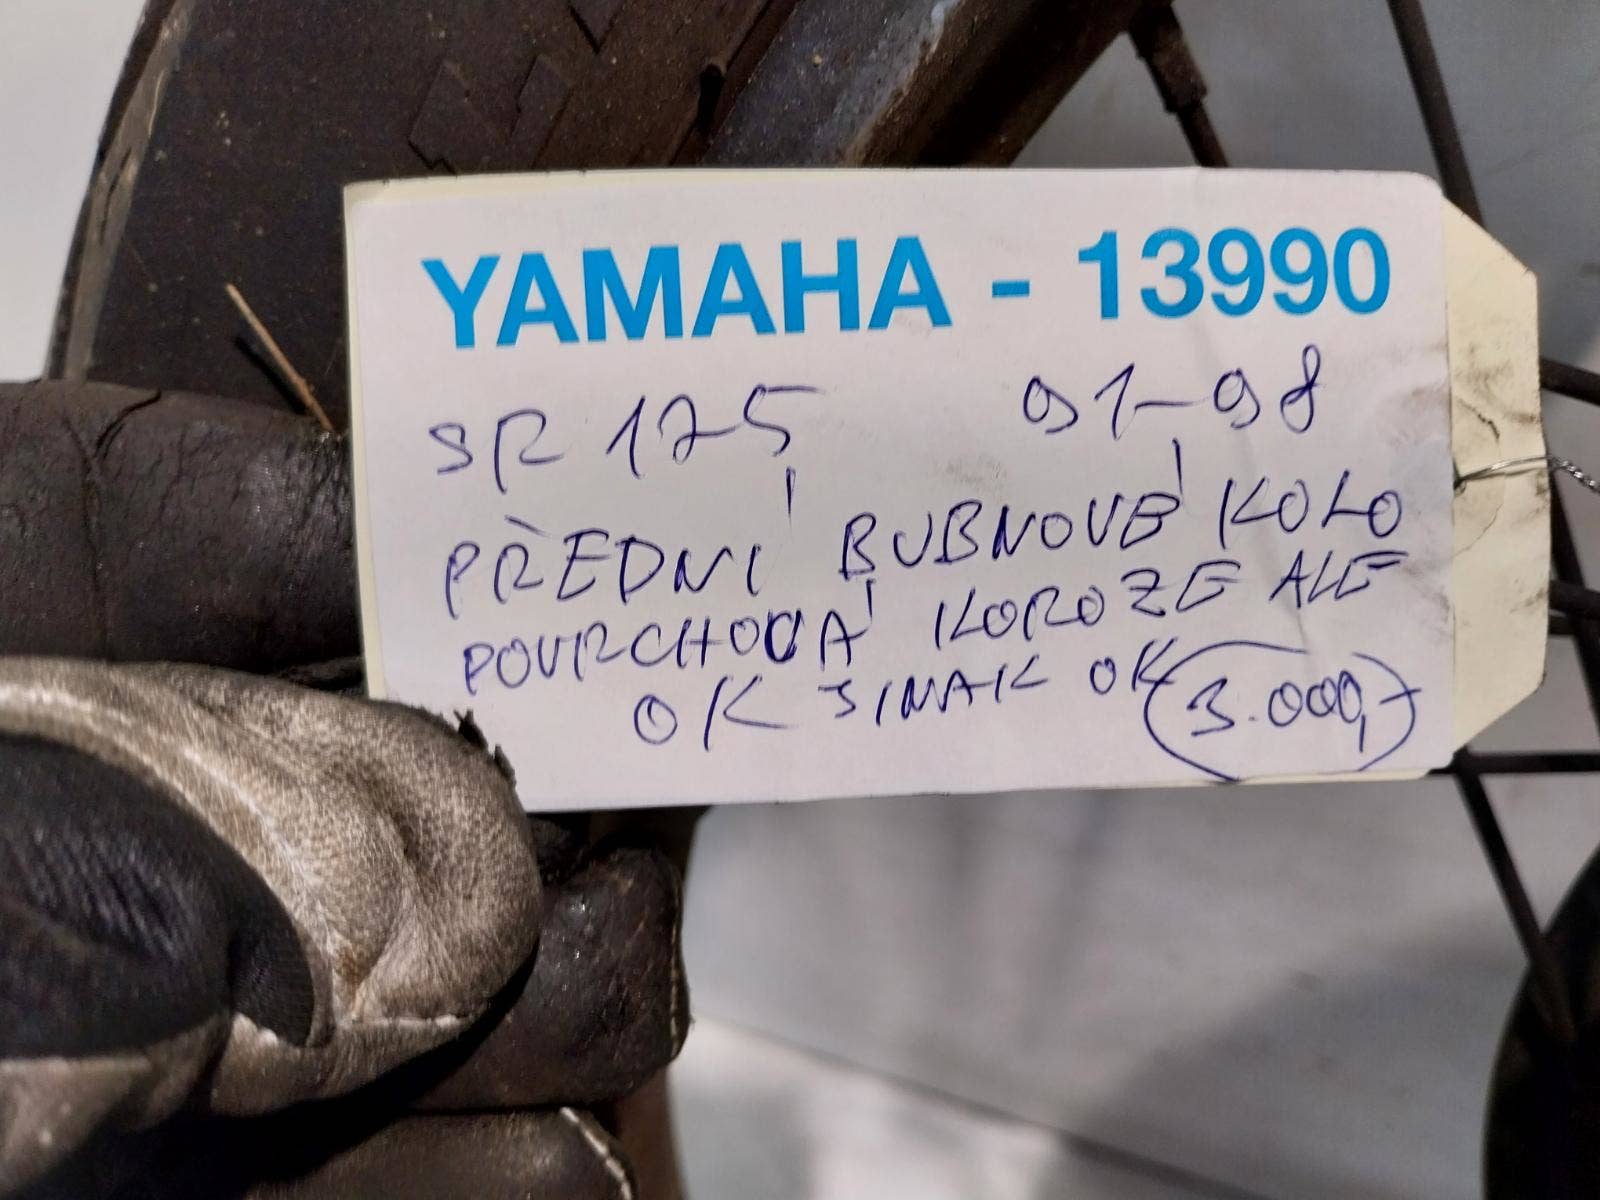 YAMAHA - 13990
SR 125 91-98
PŘEDNÍ BUBNOVÉ KOLO
POVRCHOVÁ KOROZE ALE
OK JINAK OK 3.000,-